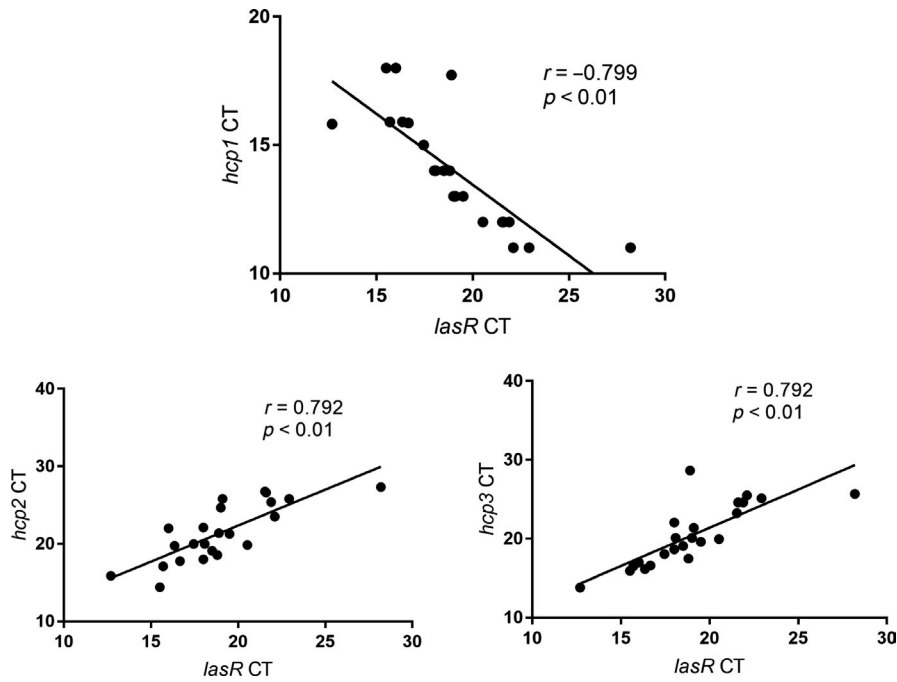 20
15
10
hcp1 CT
r = –0.799
p < 0.01
10 15 20 25 30
lasR CT
40
30
20
10
hcp2 CT
r = 0.792
p < 0.01
10 15 20 25 30
lasR CT
40
30
20
10
hcp3 CT
r = 0.792
p < 0.01
10 15 20 25 30
lasR CT